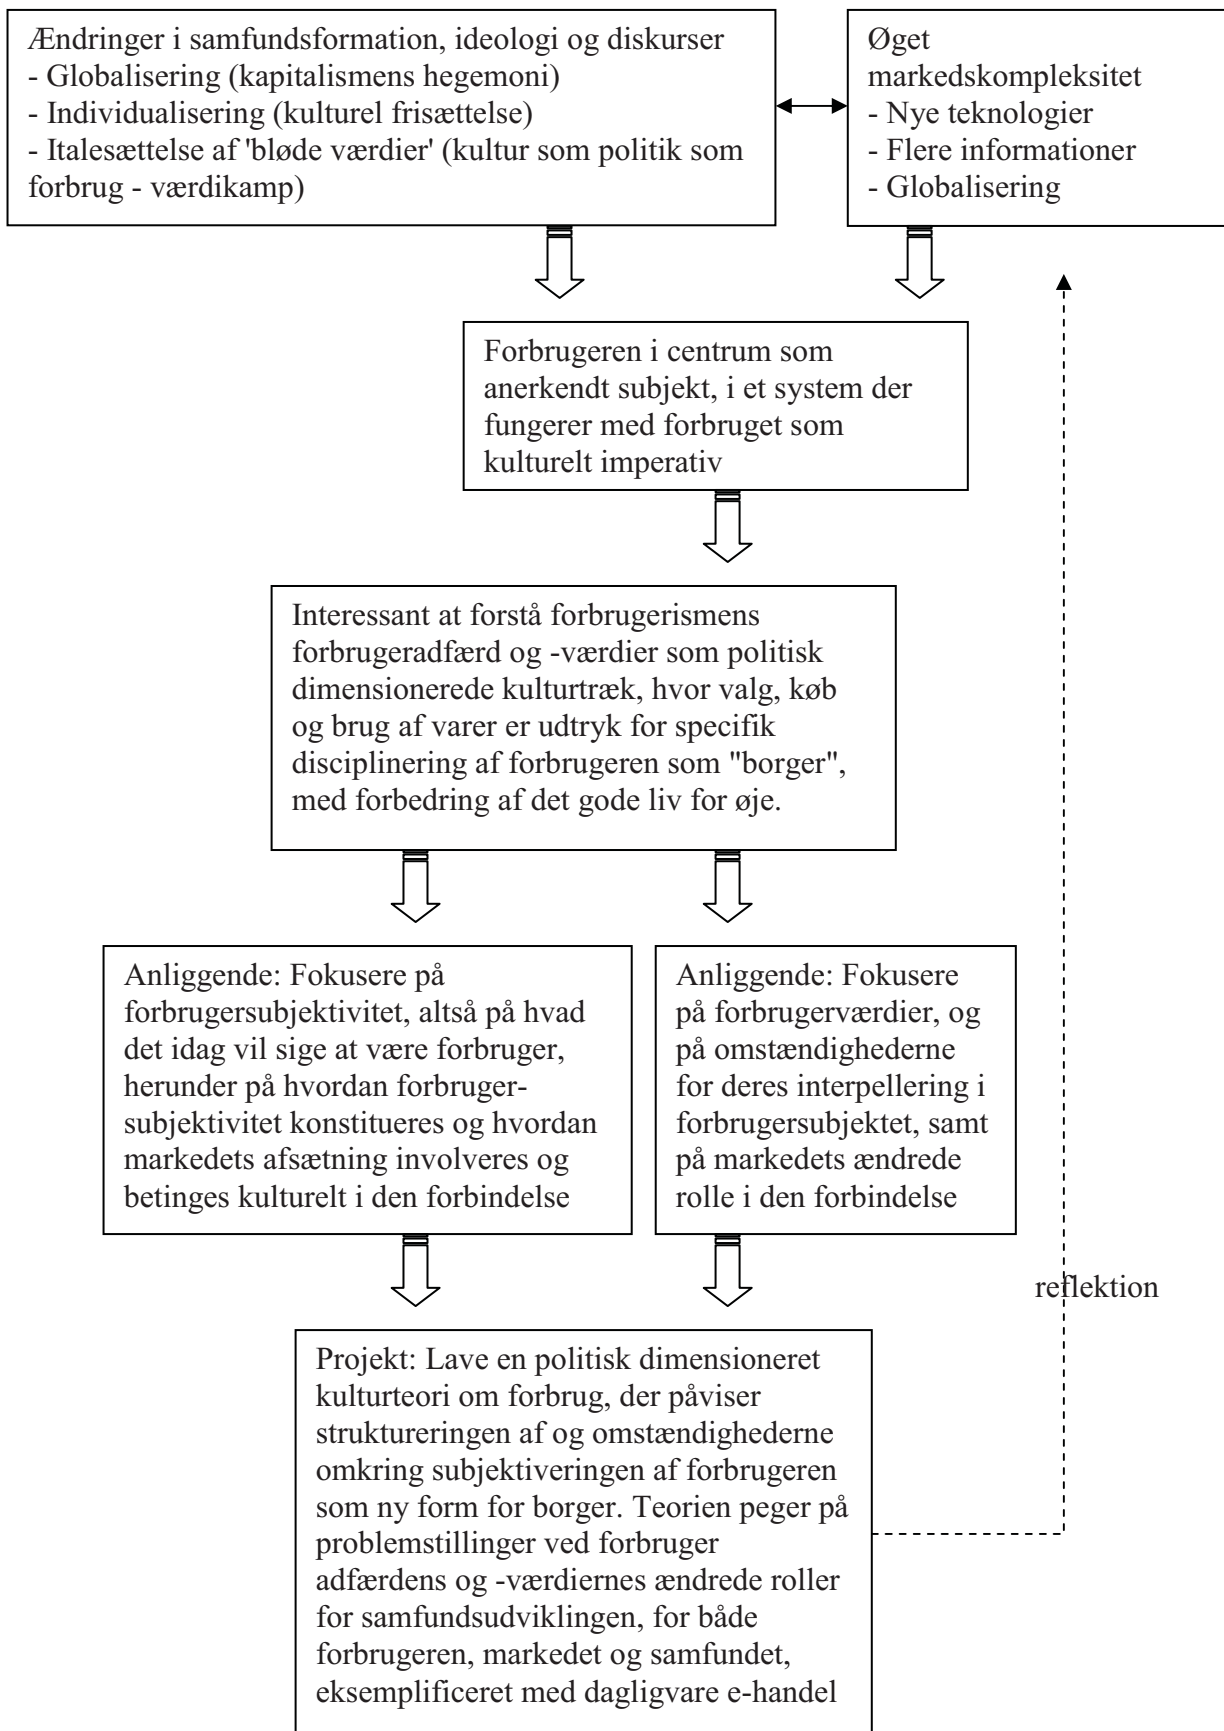 Ændringer i samfundsformation, ideologi og diskurser
- Globalisering (kapitalismens hegemoni)
- Individualisering (kulturel frisættelse)
- Italesættelse af 'bløde værdier' (kultur som politik som
forbrug - værdikamp)
Øget
markedskompleksitet
- Nye teknologier
- Flere informationer
- Globalisering
Forbrugeren i centrum som
anerkendt subjekt, i et system der
fungerer med forbruget som
kulturelt imperativ
Interessant at forstå forbrugerismens
forbrugeradfærd og -værdier som politisk
dimensionerede kulturtræk, hvor valg, køb
og brug af varer er udtryk for specifik
disciplinering af forbrugeren som "borger",
med forbedring af det gode liv for øje.
Anliggende: Fokusere på
forbrugersubjektivitet, altså på hvad
det idag vil sige at være forbruger,
herunder på hvordan forbruger-
subjektivitet konstitueres og hvordan
markedets afsætning involveres og
betinges kulturelt i den forbindelse
Anliggende: Fokusere
på forbrugerværdier, og
på omstændighederne
for deres interpellering i
forbrugersubjektet, samt
på markedets ændrede
rolle i den forbindelse
reflektion
Projekt: Lave en politisk dimensioneret
kulturteori om forbrug, der påviser
struktureringen af og omstændighederne
omkring subjektiveringen af forbrugeren
som ny form for borger. Teorien peger på
problemstillinger ved forbruger
adfærdens og -værdiernes ændrede roller
for samfundsudviklingen, for både
forbrugeren, markedet og samfundet,
eksemplificeret med dagligvare e-handel